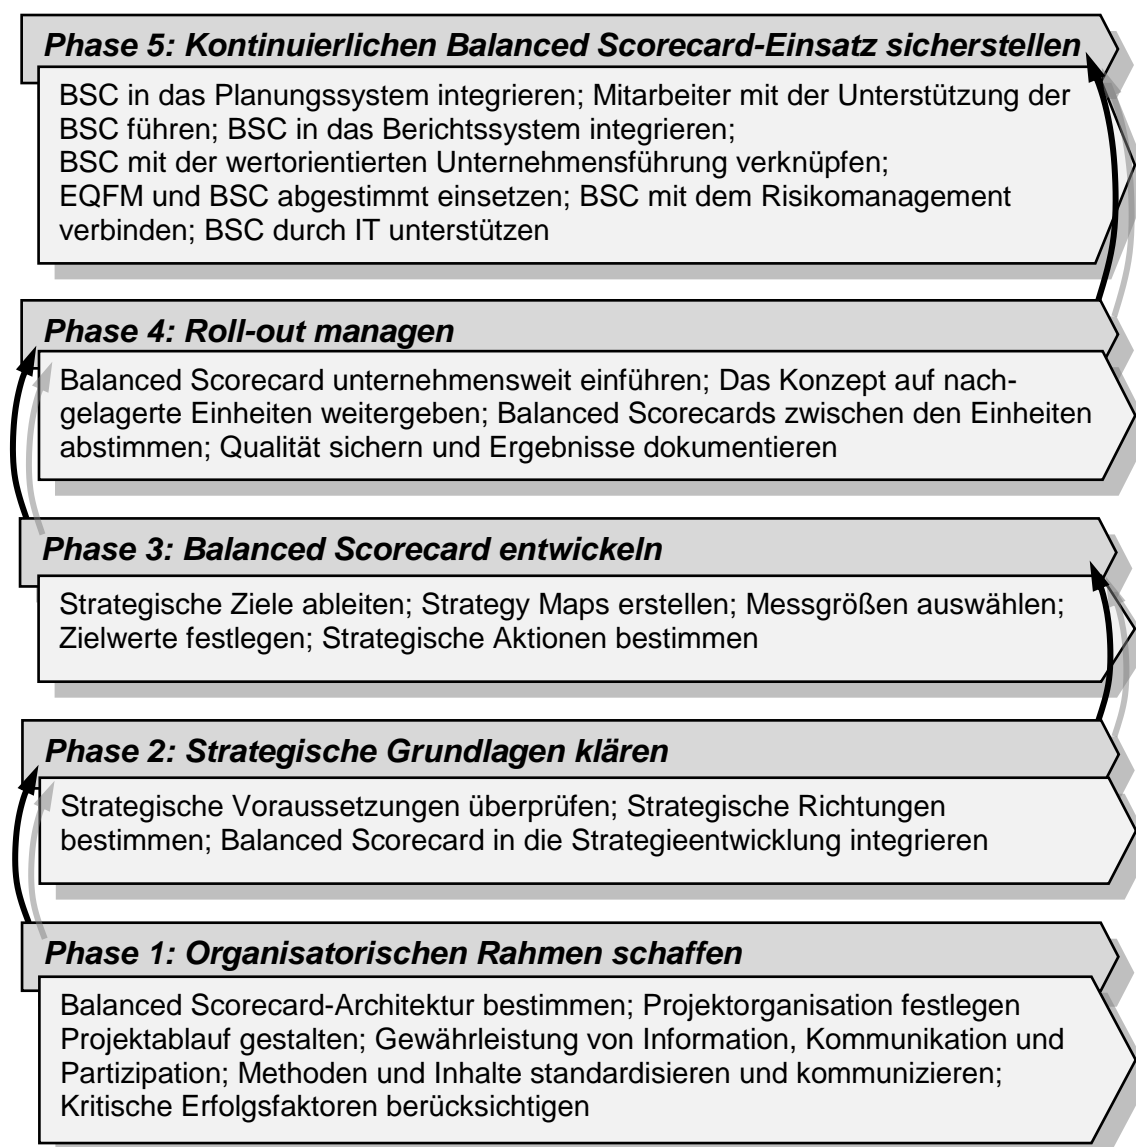 Phase 5: Kontinuierlichen Balanced Scorecard-Einsatz sicherstellen
BSC in das Planungssystem integrieren; Mitarbeiter mit der Unterstützung der
BSC führen; BSC in das Berichtssystem integrieren;
BSC mit der wertorientierten Unternehmensführung verknüpfen;
EQFM und BSC abgestimmt einsetzen; BSC mit dem Risikomanagement
verbinden; BSC durch IT unterstützen
Phase 4: Roll-out managen
Balanced Scorecard unternehmensweit einführen; Das Konzept auf nach-
gelagerte Einheiten weitergeben; Balanced Scorecards zwischen den Einheiten
abstimmen; Qualität sichern und Ergebnisse dokumentieren
Phase 3: Balanced Scorecard entwickeln
Strategische Ziele ableiten; Strategy Maps erstellen; Messgrößen auswählen;
Zielwerte festlegen; Strategische Aktionen bestimmen
Phase 2: Strategische Grundlagen klären
Strategische Voraussetzungen überprüfen; Strategische Richtungen
bestimmen; Balanced Scorecard in die Strategieentwicklung integrieren
Phase 1: Organisatorischen Rahmen schaffen
Balanced Scorecard-Architektur bestimmen; Projektorganisation festlegen
Projektablauf gestalten; Gewährleistung von Information, Kommunikation und
Partizipation; Methoden und Inhalte standardisieren und kommunizieren;
Kritische Erfolgsfaktoren berücksichtigen